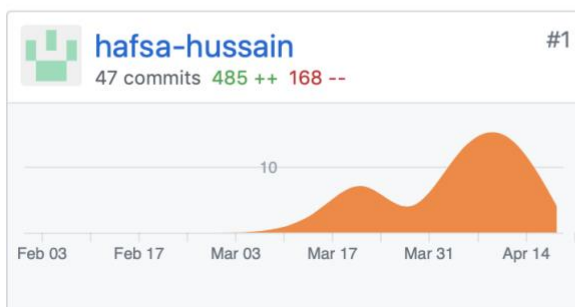 hafsa-hussain #1
47 commits 485 ++ 168 --
10
Feb 03 Feb 17 Mar 03 Mar 17 Mar 31 Apr 14